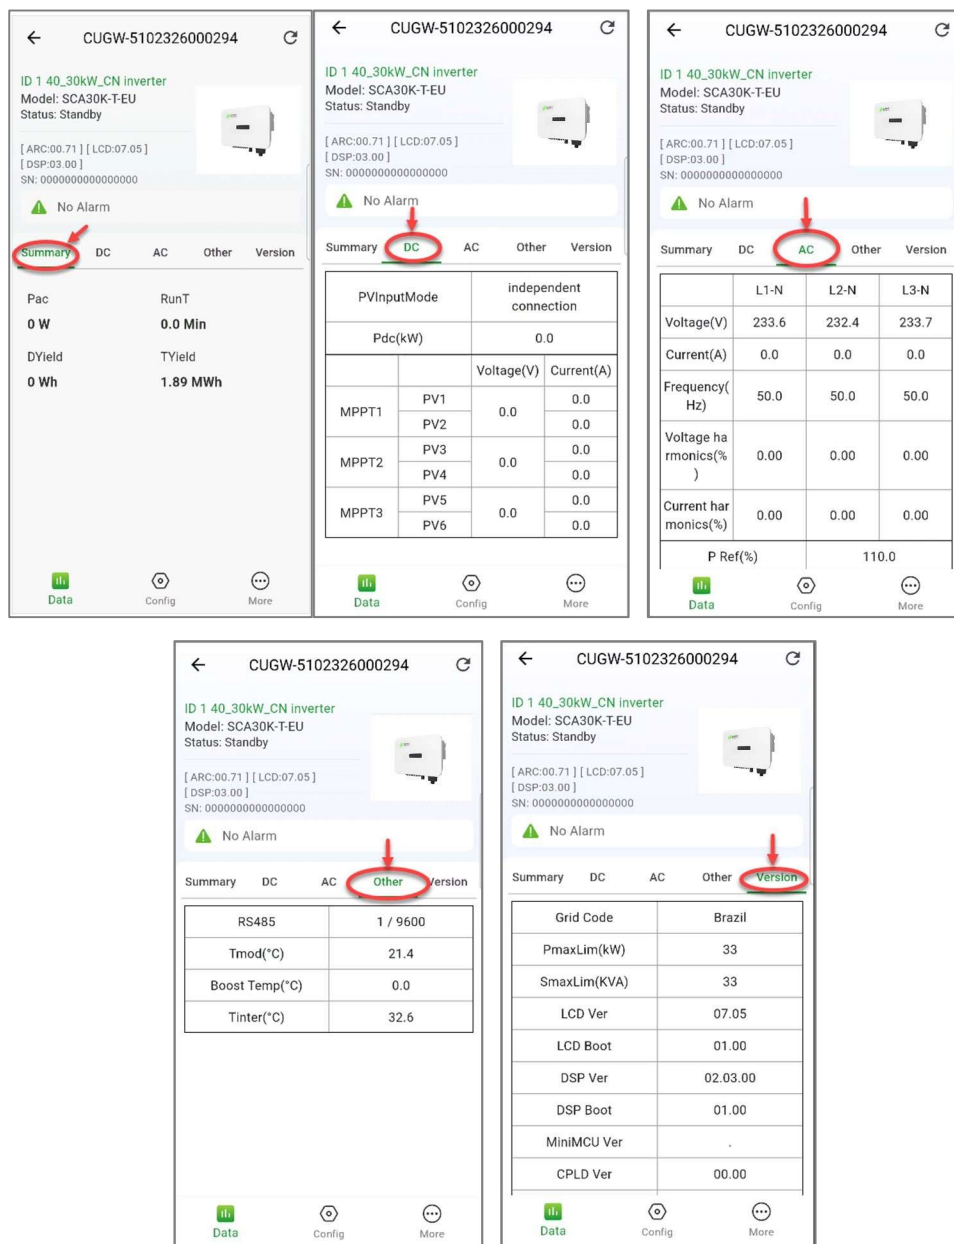 CUGW-5102326000294
ID 1 40_30kW_CN inverter
Model: SCA30K-T-EU
Status: Standby
[ ARC:00.71 ] [ LCD:07.05 ]
[ DSP:03.00 ]
SN: 0000000000000000
No Alarm
Summary DC AC Other Version
Pac RunT
0 W 0.0 Min
DYield TYield
0 Wh 1.89 MWh
Data Config More
CUGW-5102326000294
ID 1 40_30kW_CN inverter
Model: SCA30K-T-EU
Status: Standby
[ ARC:00.71 ] [ LCD:07.05 ]
[ DSP:03.00 ]
SN: 0000000000000000
No Alarm
Summary DC AC Other Version
PVInputMode independent
connection
Pdc(kW) 0.0
Voltage(V) Current(A)
MPPT1 PV1 0.0 0.0
PV2 0.0
MPPT2 PV3 0.0 0.0
PV4 0.0
MPPT3 PV5 0.0 0.0
PV6 0.0
Data Config More
CUGW-5102326000294
ID 1 40_30kW_CN inverter
Model: SCA30K-T-EU
Status: Standby
[ ARC:00.71 ] [ LCD:07.05 ]
[ DSP:03.00 ]
SN: 0000000000000000
No Alarm
Summary DC AC Other Version
L1-N L2-N L3-N
Voltage(V) 233.6 232.4 233.7
Current(A) 0.0 0.0 0.0
Frequency(
Hz) 50.0 50.0 50.0
Voltage ha
rmonics(% 0.00 0.00 0.00
)
Current har
monics(%) 0.00 0.00 0.00
P Ref(%) 110.0
Data Config More
CUGW-5102326000294
ID 1 40_30kW_CN inverter
Model: SCA30K-T-EU
Status: Standby
[ ARC:00.71 ] [ LCD:07.05 ]
[ DSP:03.00 ]
SN: 0000000000000000
No Alarm
Summary DC AC Other Version
RS485 1 / 9600
Tmod(°C) 21.4
Boost Temp(°C) 0.0
Tinter(°C) 32.6
Data Config More
CUGW-5102326000294
ID 1 40_30kW_CN inverter
Model: SCA30K-T-EU
Status: Standby
[ ARC:00.71 ] [ LCD:07.05 ]
[ DSP:03.00 ]
SN: 0000000000000000
No Alarm
Summary DC AC Other Version
Grid Code Brazil
PmaxLim(kW) 33
SmaxLim(KVA) 33
LCD Ver 07.05
LCD Boot 01.00
DSP Ver 02.03.00
DSP Boot 01.00
MiniMCU Ver .
CPLD Ver 00.00
Data Config More